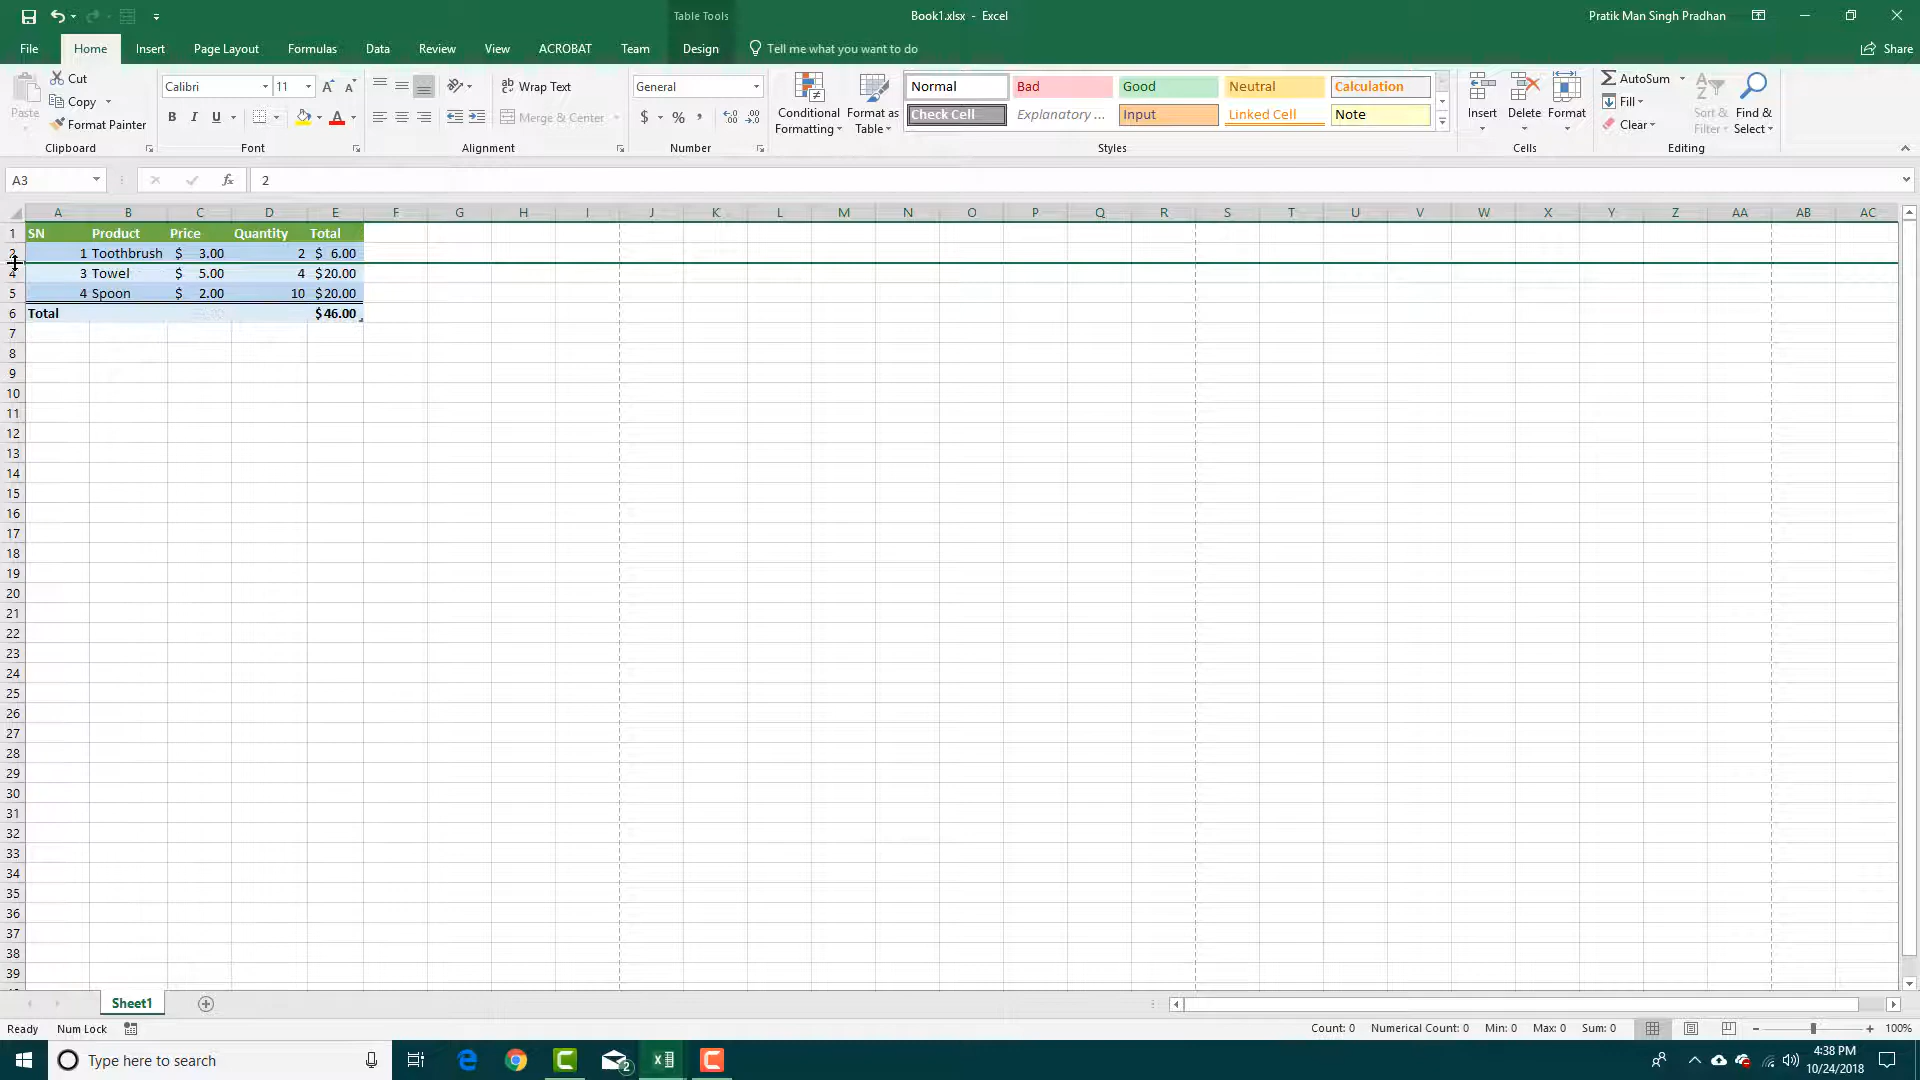 Table Tools
Book1.xlsx - Excel
Pratik Man Singh Pradhan
File Home Insert Page Layout Formulas Data Review View ACROBAT Team Design Tell me what you want to do Share
Paste
Cut
Copy
Format Painter
Clipboard
Calibri 11
B I U
Font
Wrap Text
Merge & Center
Alignment
General
$ % ,
Number
Conditional Formatting
Format as Table
Normal Bad Good Neutral Calculation
Check Cell Explanatory ... Input Linked Cell Note
Styles
Insert Delete Format
Cells
AutoSum
Fill
Clear
Sort & Filter
Find & Select
Editing
A3 fx 2
A B C D E F G H I J K L M N O P Q R S T U V W X Y Z AA AB AC
1 SN Product Price Quantity Total
2 1 Toothbrush $ 3.00 2 $ 6.00
4 3 Towel $ 5.00 4 $20.00
5 4 Spoon $ 2.00 10 $20.00
6 Total $46.00
7
8
9
10
11
12
13
14
15
16
17
18
19
20
21
22
23
24
25
26
27
28
29
30
31
32
33
34
35
36
37
38
39
Sheet1
Ready Num Lock Count: 0 Numerical Count: 0 Min: 0 Max: 0 Sum: 0 100%
Type here to search
2
4:38 PM
10/24/2018